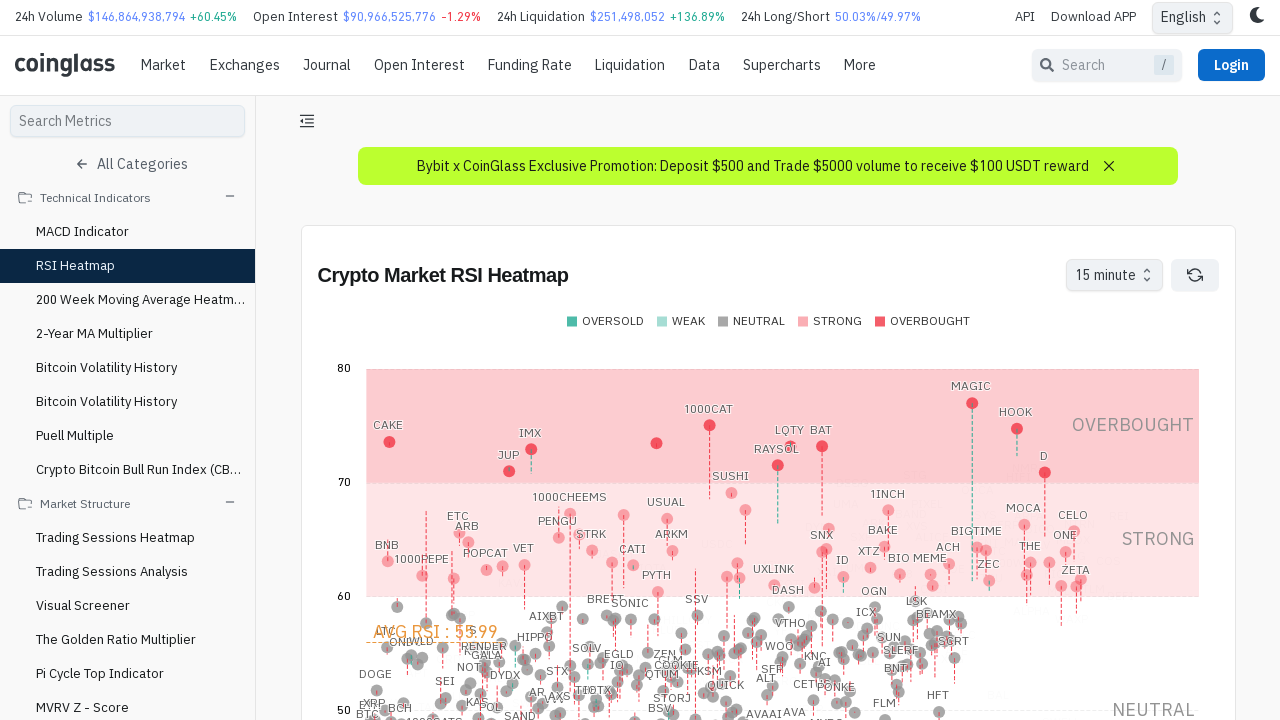 24h Volume $146,864,938,794 +60.45% Open Interest $90,966,525,776 -1.29% 24h Liquidation $251,498,052 +136.89% 24h Long/Short 50.03%/49.97% API Download APP English
coinglass Market Exchanges Journal Open Interest Funding Rate Liquidation Data Supercharts More Search / Login
Search Metrics
All Categories
Technical Indicators
MACD Indicator
RSI Heatmap
200 Week Moving Average Heatm...
2-Year MA Multiplier
Bitcoin Volatility History
Bitcoin Volatility History
Puell Multiple
Crypto Bitcoin Bull Run Index (CB...
Market Structure
Trading Sessions Heatmap
Trading Sessions Analysis
Visual Screener
The Golden Ratio Multiplier
Pi Cycle Top Indicator
MVRV Z - Score
Bybit x CoinGlass Exclusive Promotion: Deposit $500 and Trade $5000 volume to receive $100 USDT reward
Crypto Market RSI Heatmap
15 minute
OVERSOLD WEAK NEUTRAL STRONG OVERBOUGHT
80
MAGIC
1000CAT
HOOK
CAKE
OVERBOUGHT
IMX
LQTY BAT
RAYSOL
JUP
D
SUSHI
70
1000CHEEMS
1INCH
USUAL
MOCA
ETC
CELO
PENGU
ARB
BAKE
BIGTIME
STRK
ARKM
SNX
ONE
STRONG
BNB
1000PEPE
POPCAT
VET
CATI
XTZ
ACH
THE
BIO MEME
ID
ZEC
PYTH
UXLINK
ZETA
60
DASH
OGN
BRETT
SONIC
SSV
LSK
AIXBT
ICX
BEAMX
AVG RSI : 55.99
VTHO
HIPPO
SUN
WLD
RENDER
SCRT
GALA
SOLV
EGLD
ZEN
WOO
SLERF
KNC
AI
NOT
IO
COOKIE
DOGE
DYDX
STX
QTUM
KSM
ALT
BNT
SEI
QUICK
PONKE
AR
AXS
STORJ
HFT
XRP
BCH
KAS
FLM
BSV
50
BTC
SAND
AVAAI
AVA
NEUTRAL